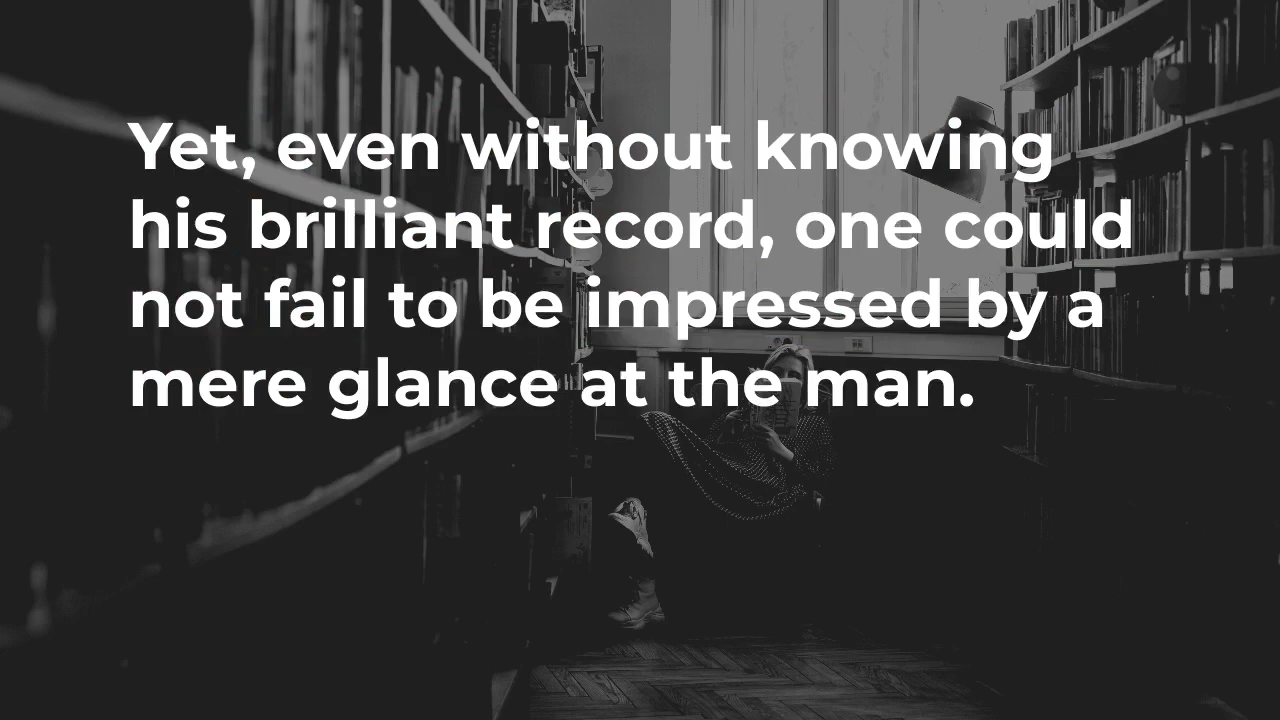 Yet, even without knowing
his brilliant record, one could
not fail to be impressed by a
mere glance at the man.